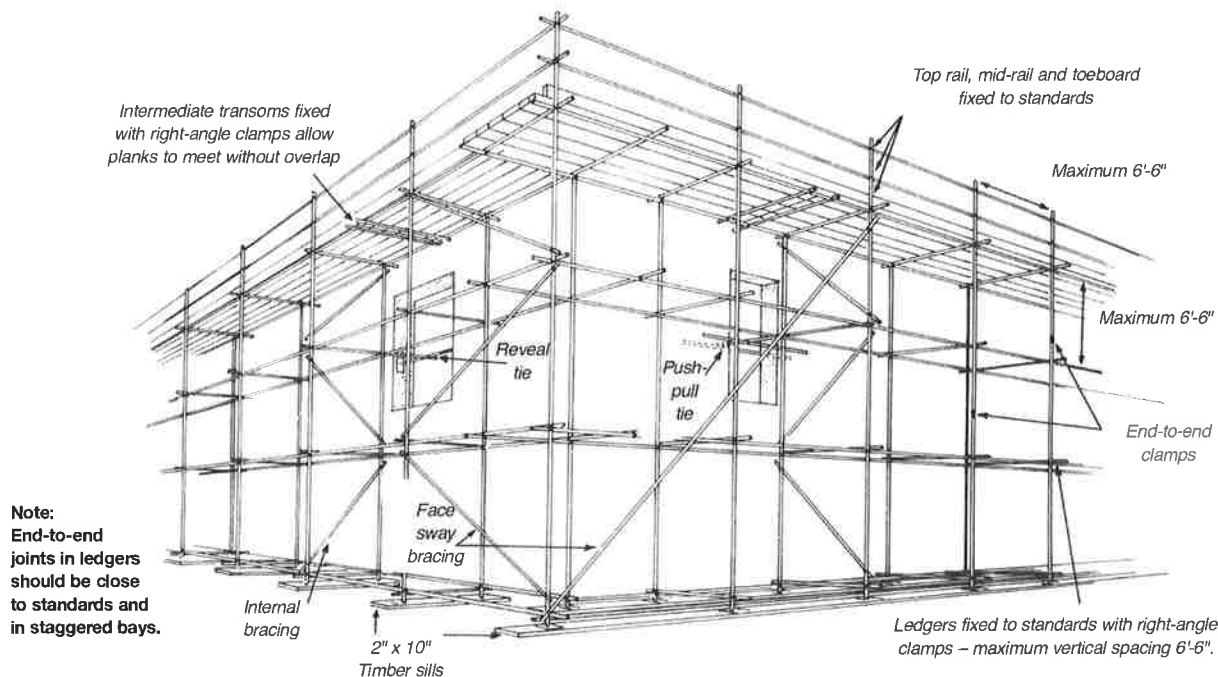 Top rail, mid-rail and toeboard
fixed to standards
Intermediate transoms fixed
with right-angle clamps allow
planks to meet without overlap
Maximum 6'-6"
Maximum 6'-6"
Reveal
tie
Push-
pull
tie
End-to-end
clamps
Note:
End-to-end
joints in ledgers
should be close
to standards and
in staggered bays.
Face
sway
bracing
Internal
bracing
2" x 10"
Timber sills
Ledgers fixed to standards with right-angle
clamps – maximum vertical spacing 6'-6".